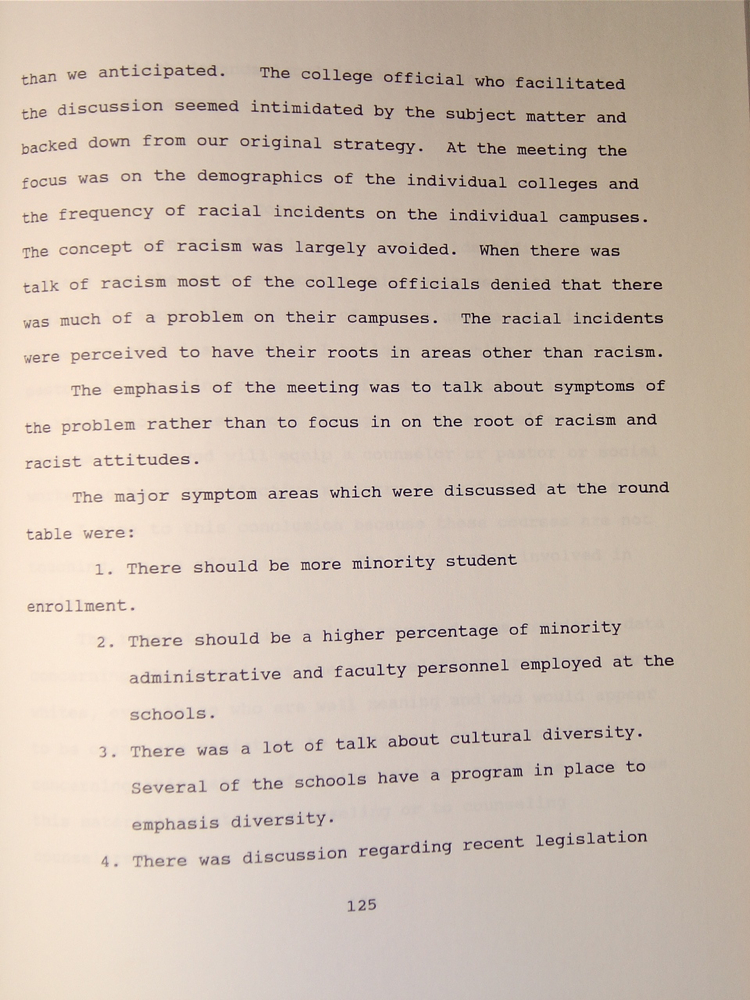 than we anticipated. The college official who facilitated
the discussion seemed intimidated by the subject matter and
backed down from our original strategy. At the meeting the
focus was on the demographics of the individual colleges and
the frequency of racial incidents on the individual campuses.
The concept of racism was largely avoided. When there was
talk of racism most of the college officials denied that there
was much of a problem on their campuses. The racial incidents
were perceived to have their roots in areas other than racism.
The emphasis of the meeting was to talk about symptoms of
the problem rather than to focus in on the root of racism and
racist attitudes.
The major symptom areas which were discussed at the round
table were:
1. There should be more minority student
enrollment.
2. There should be a higher percentage of minority
administrative and faculty personnel employed at the
schools.
3. There was a lot of talk about cultural diversity.
Several of the schools have a program in place to
emphasis diversity.
4. There was discussion regarding recent legislation
125